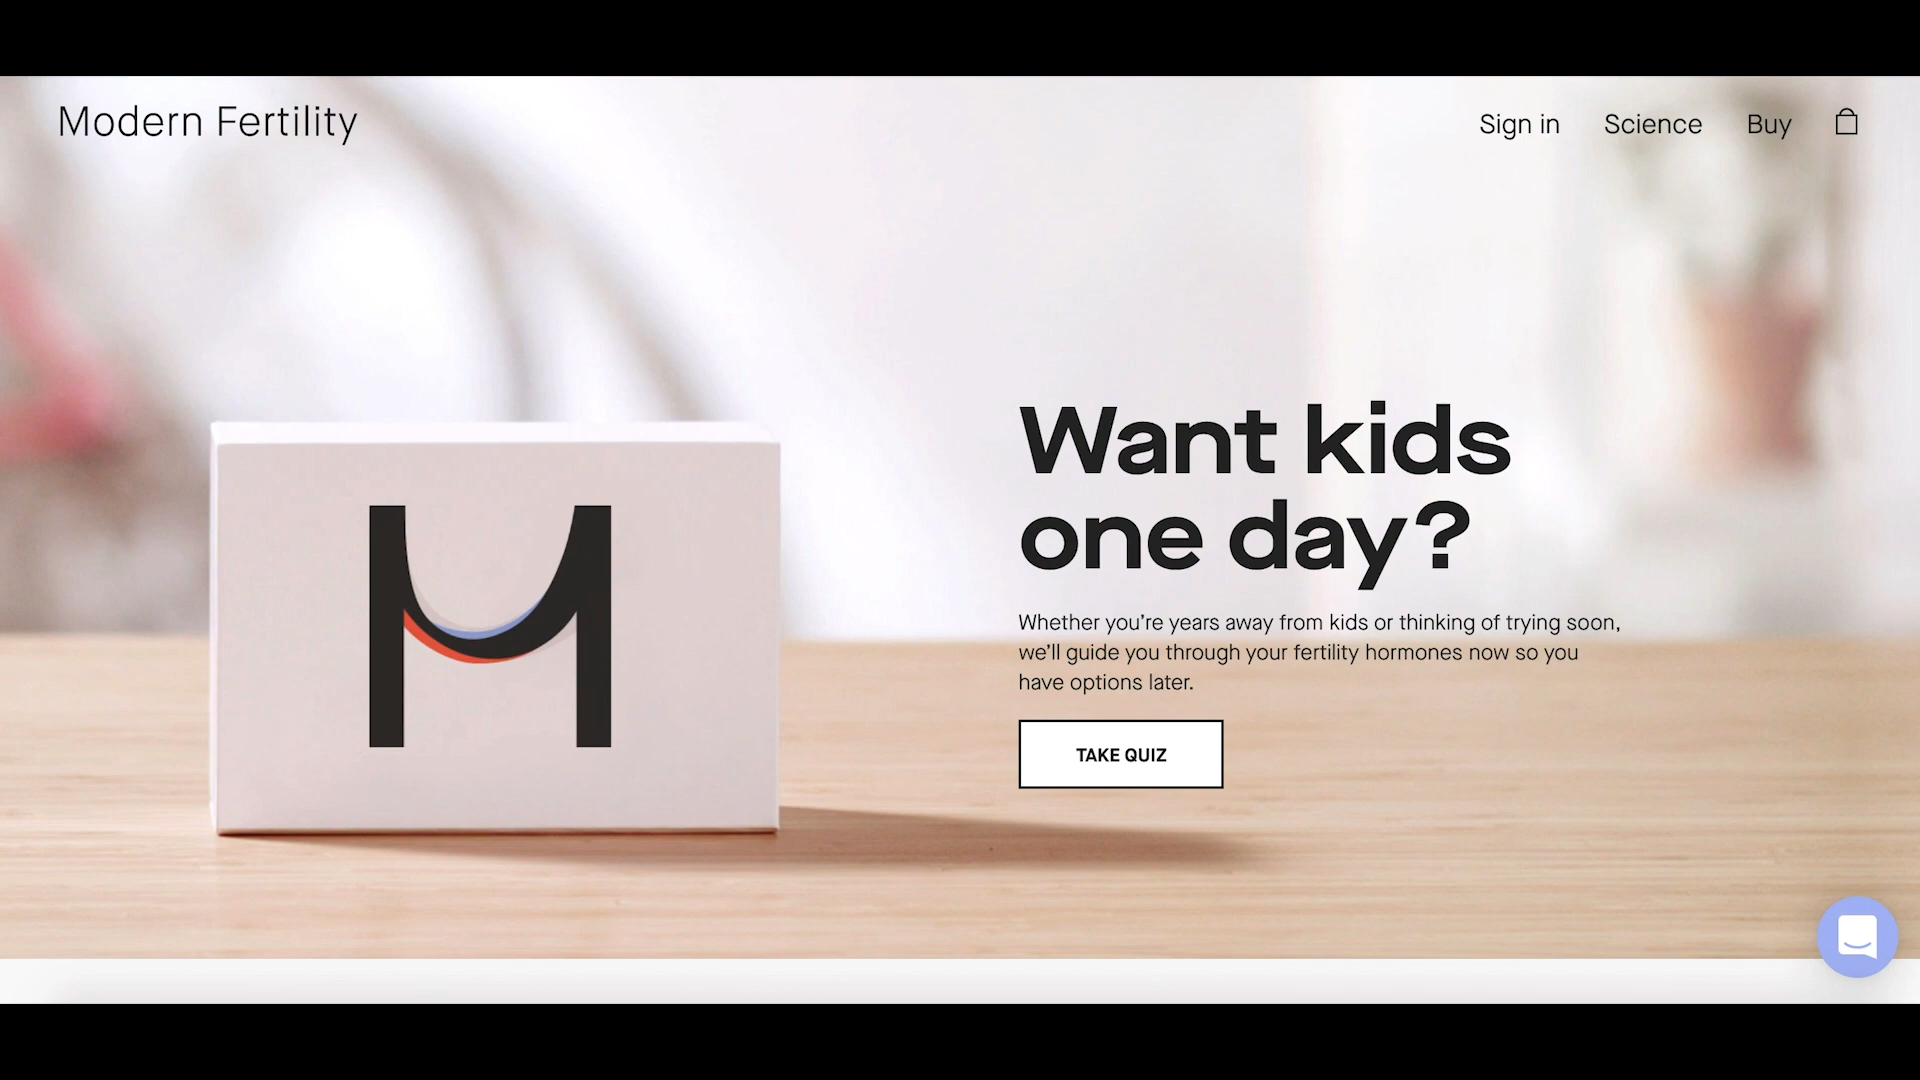 Modern Fertility
Sign in
Science
Buy
M
Want kids
one day?
Whether you're years away from kids or thinking of trying soon,
we'll guide you through your fertility hormones now so you
have options later.
TAKE QUIZ